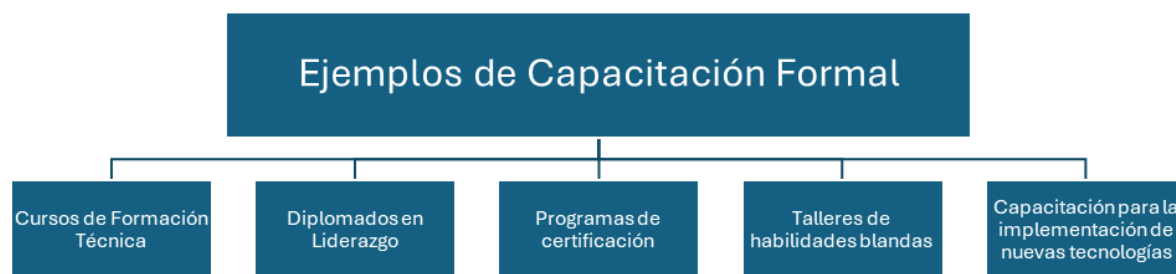 Ejemplos de Capacitación Formal
Cursos de Formación
Técnica
Diplomados en
Liderazgo
Programas de
certificación
Talleres de
habilidades blandas
Capacitación para la
implementación de
nuevas tecnologías